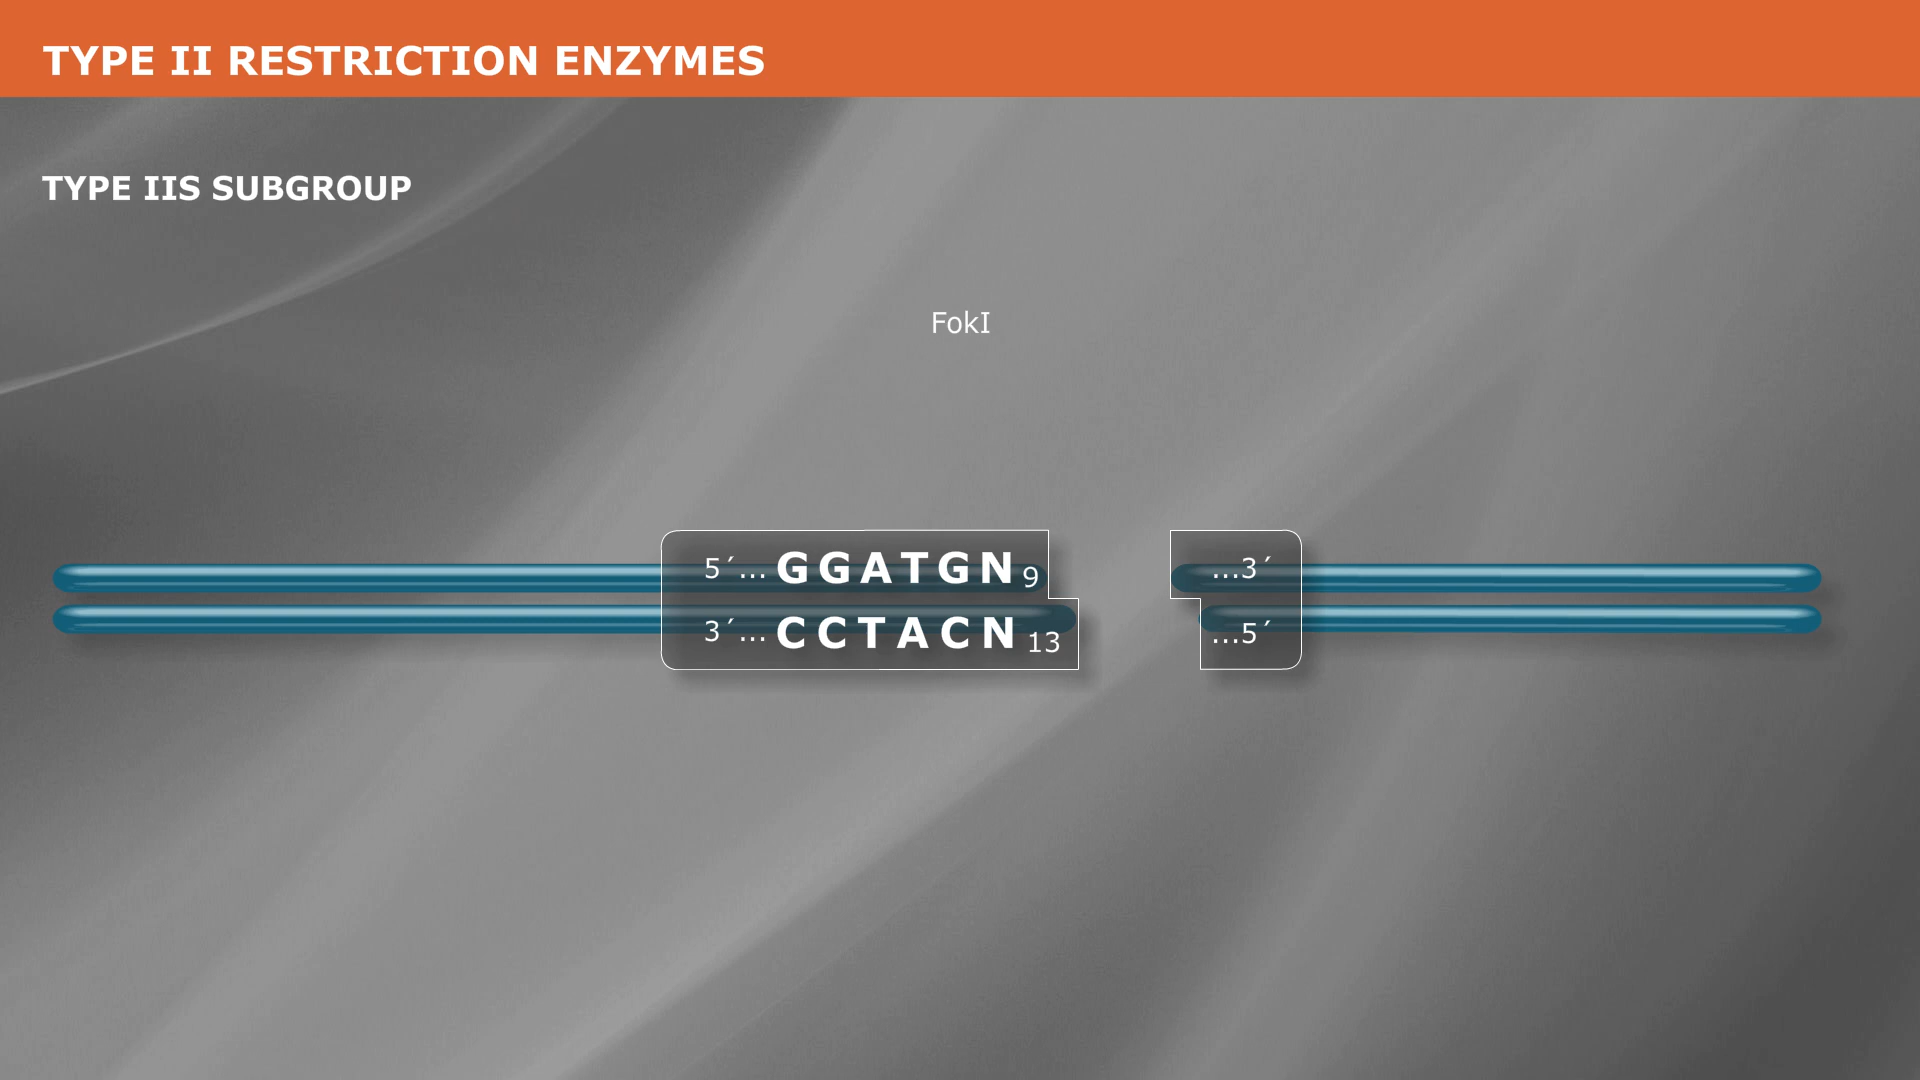 TYPE II RESTRICTION ENZYMES
TYPE IIS SUBGROUP
FokI
5´...GGATGN9 ...3´
3´...CCTACN13 ...5´